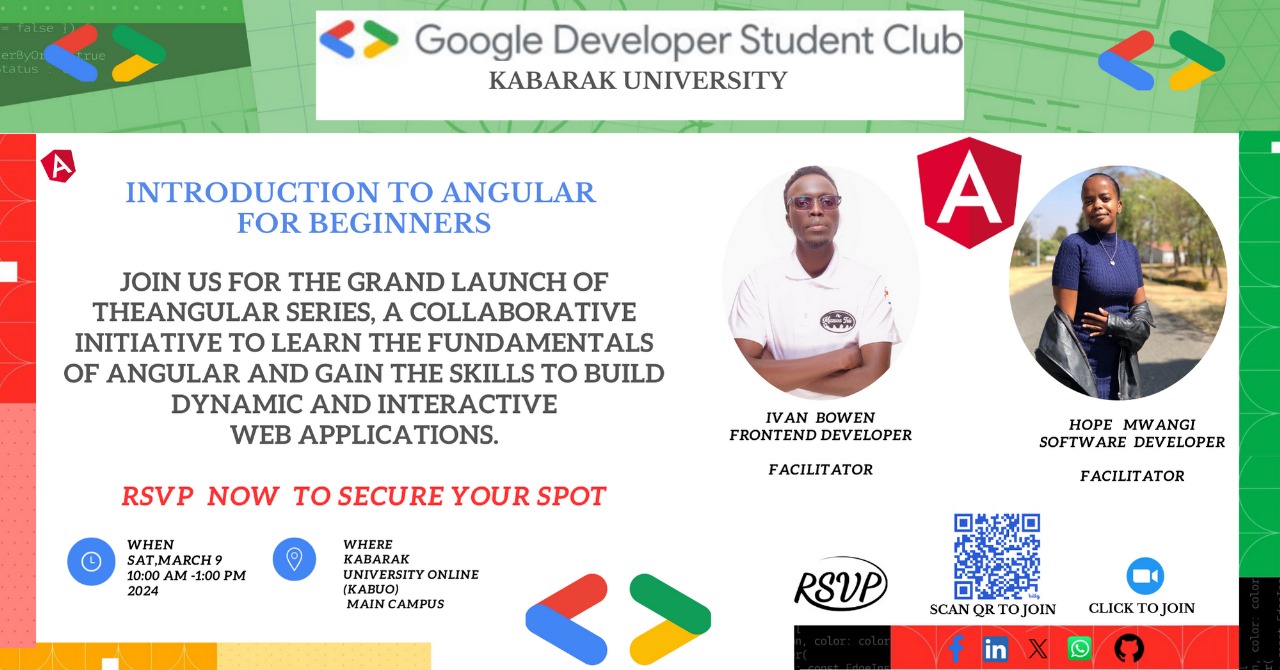 = false ) {
true
Google Developer Student Club
KABARAK UNIVERSITY
INTRODUCTION TO ANGULAR
FOR BEGINNERS
JOIN US FOR THE GRAND LAUNCH OF
THEANGULAR SERIES, A COLLABORATIVE
INITIATIVE TO LEARN THE FUNDAMENTALS
OF ANGULAR AND GAIN THE SKILLS TO BUILD
DYNAMIC AND INTERACTIVE
WEB APPLICATIONS.
RSVP NOW TO SECURE YOUR SPOT
WHEN
SAT,MARCH 9
10:00 AM -1:00 PM
2024
WHERE
KABARAK
UNIVERSITY ONLINE
(KABUO)
MAIN CAMPUS
A
A
IVAN BOWEN
FRONTEND DEVELOPER
FACILITATOR
HOPE MWANGI
SOFTWARE DEVELOPER
FACILITATOR
RSVP
SCAN QR TO JOIN
CLICK TO JOIN
, color: color